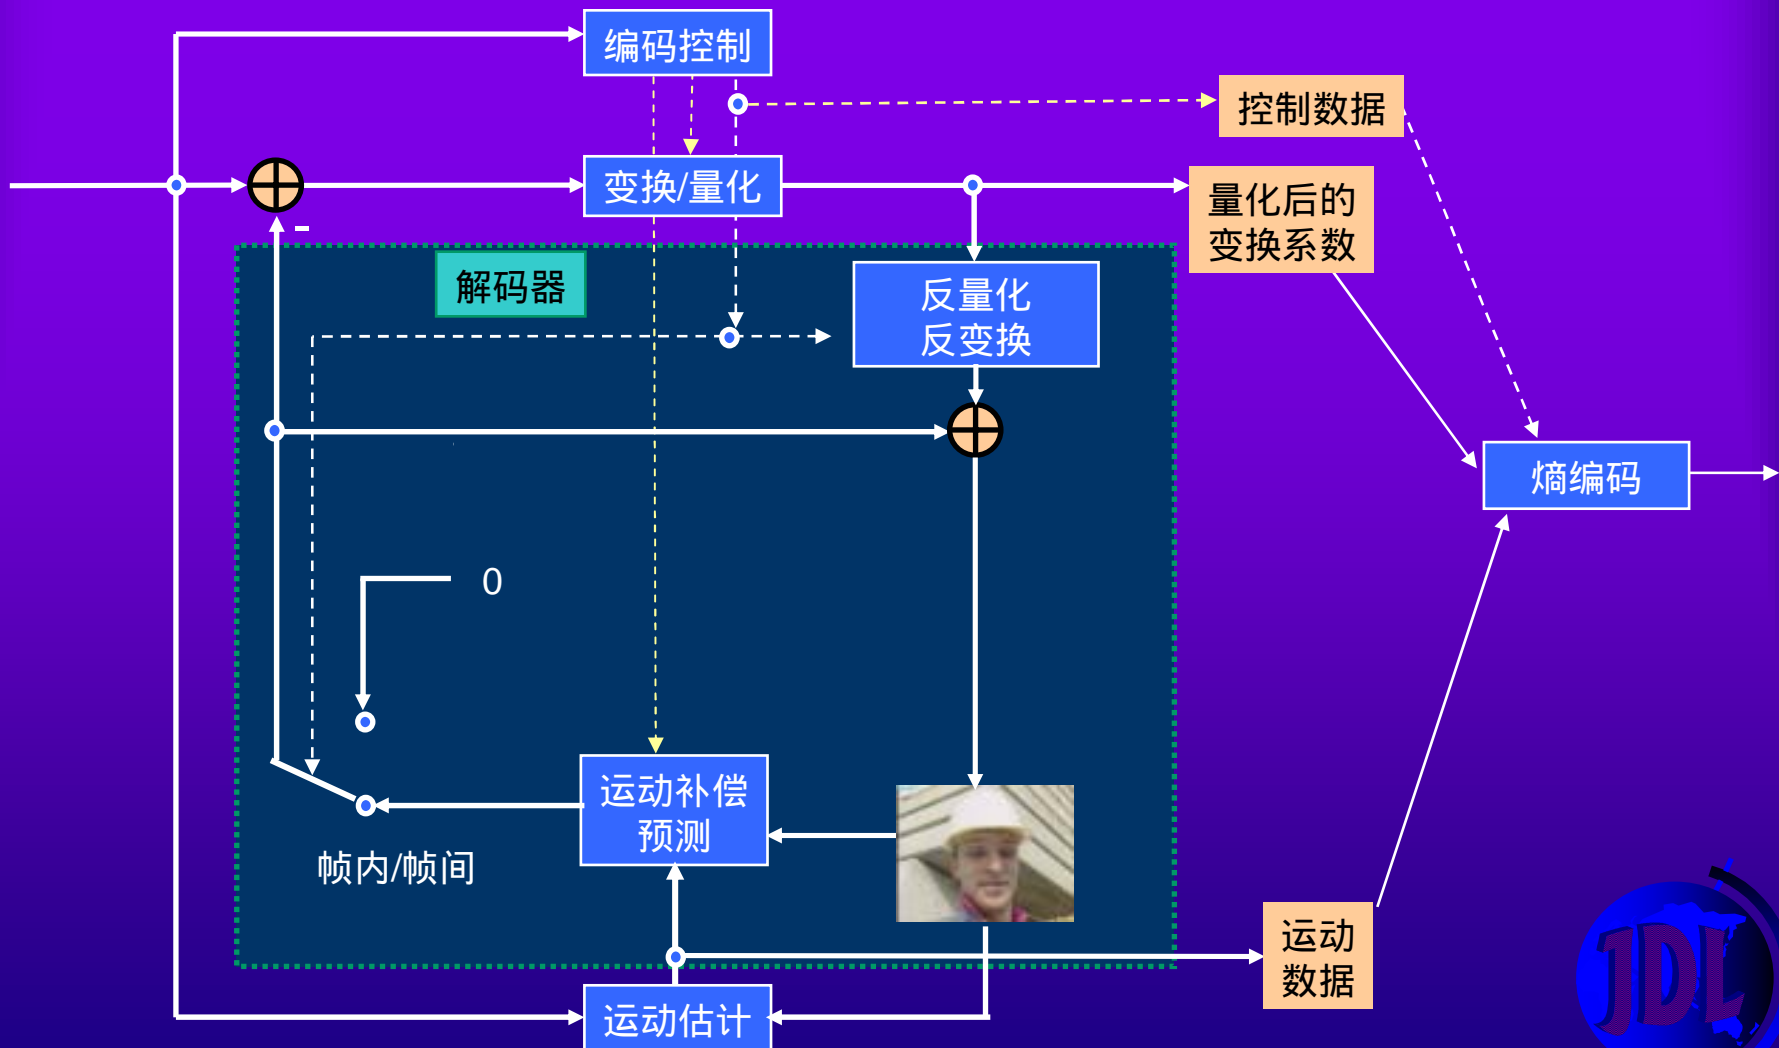 编码控制
控制数据
变换/量化
量化后的
变换系数
-
解码器
反量化
反变换
熵编码
0
运动补偿
预测
帧内/帧间
运动
数据
运动估计
JDL